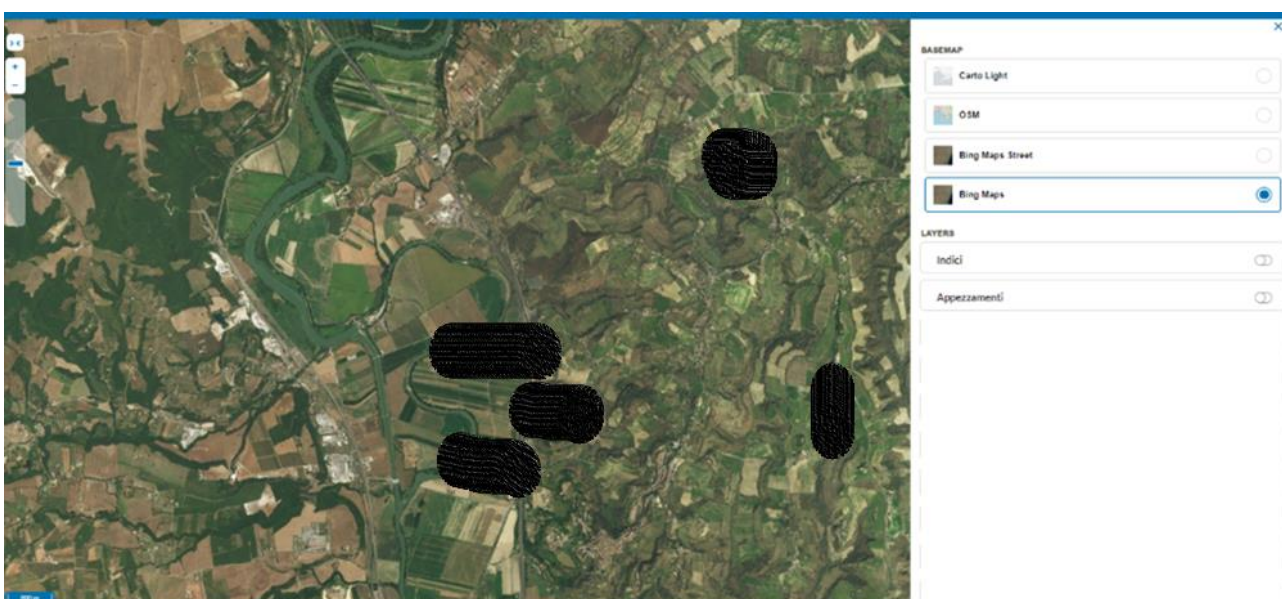 BASEMAP
Carto Light
OSM
Bing Maps Street
Bing Maps
LAYERS
Indici
Appezzamenti